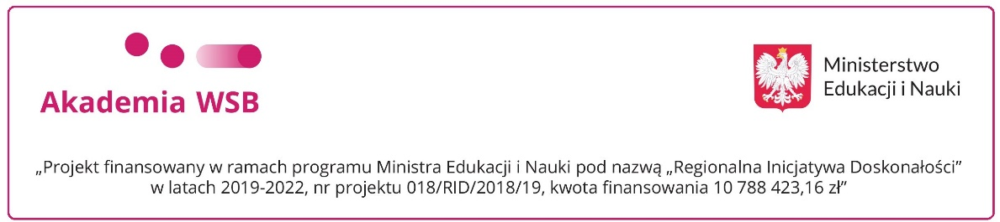 Akademia WSB
Ministerstwo
Edukacji i Nauki
„Projekt finansowany w ramach programu Ministra Edukacji i Nauki pod nazwą „Regionalna Inicjatywa Doskonałości”
w latach 2019-2022, nr projektu 018/RID/2018/19, kwota finansowania 10 788 423,16 zł”